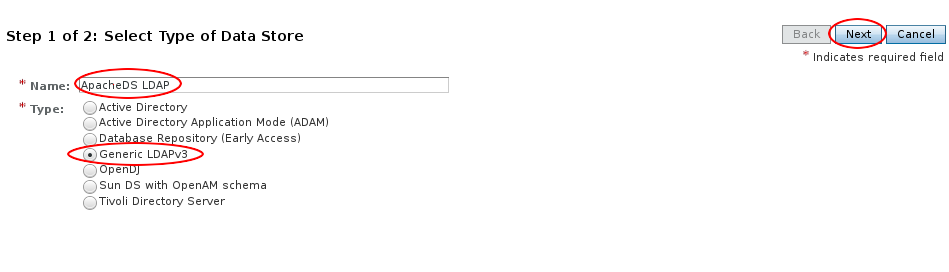 Step 1 of 2: Select Type of Data Store
Back Next Cancel
* Indicates required field
* Name: ApacheDS LDAP
* Type: Active Directory
Active Directory Application Mode (ADAM)
Database Repository (Early Access)
Generic LDAPv3
OpenDJ
Sun DS with OpenAM schema
Tivoli Directory Server